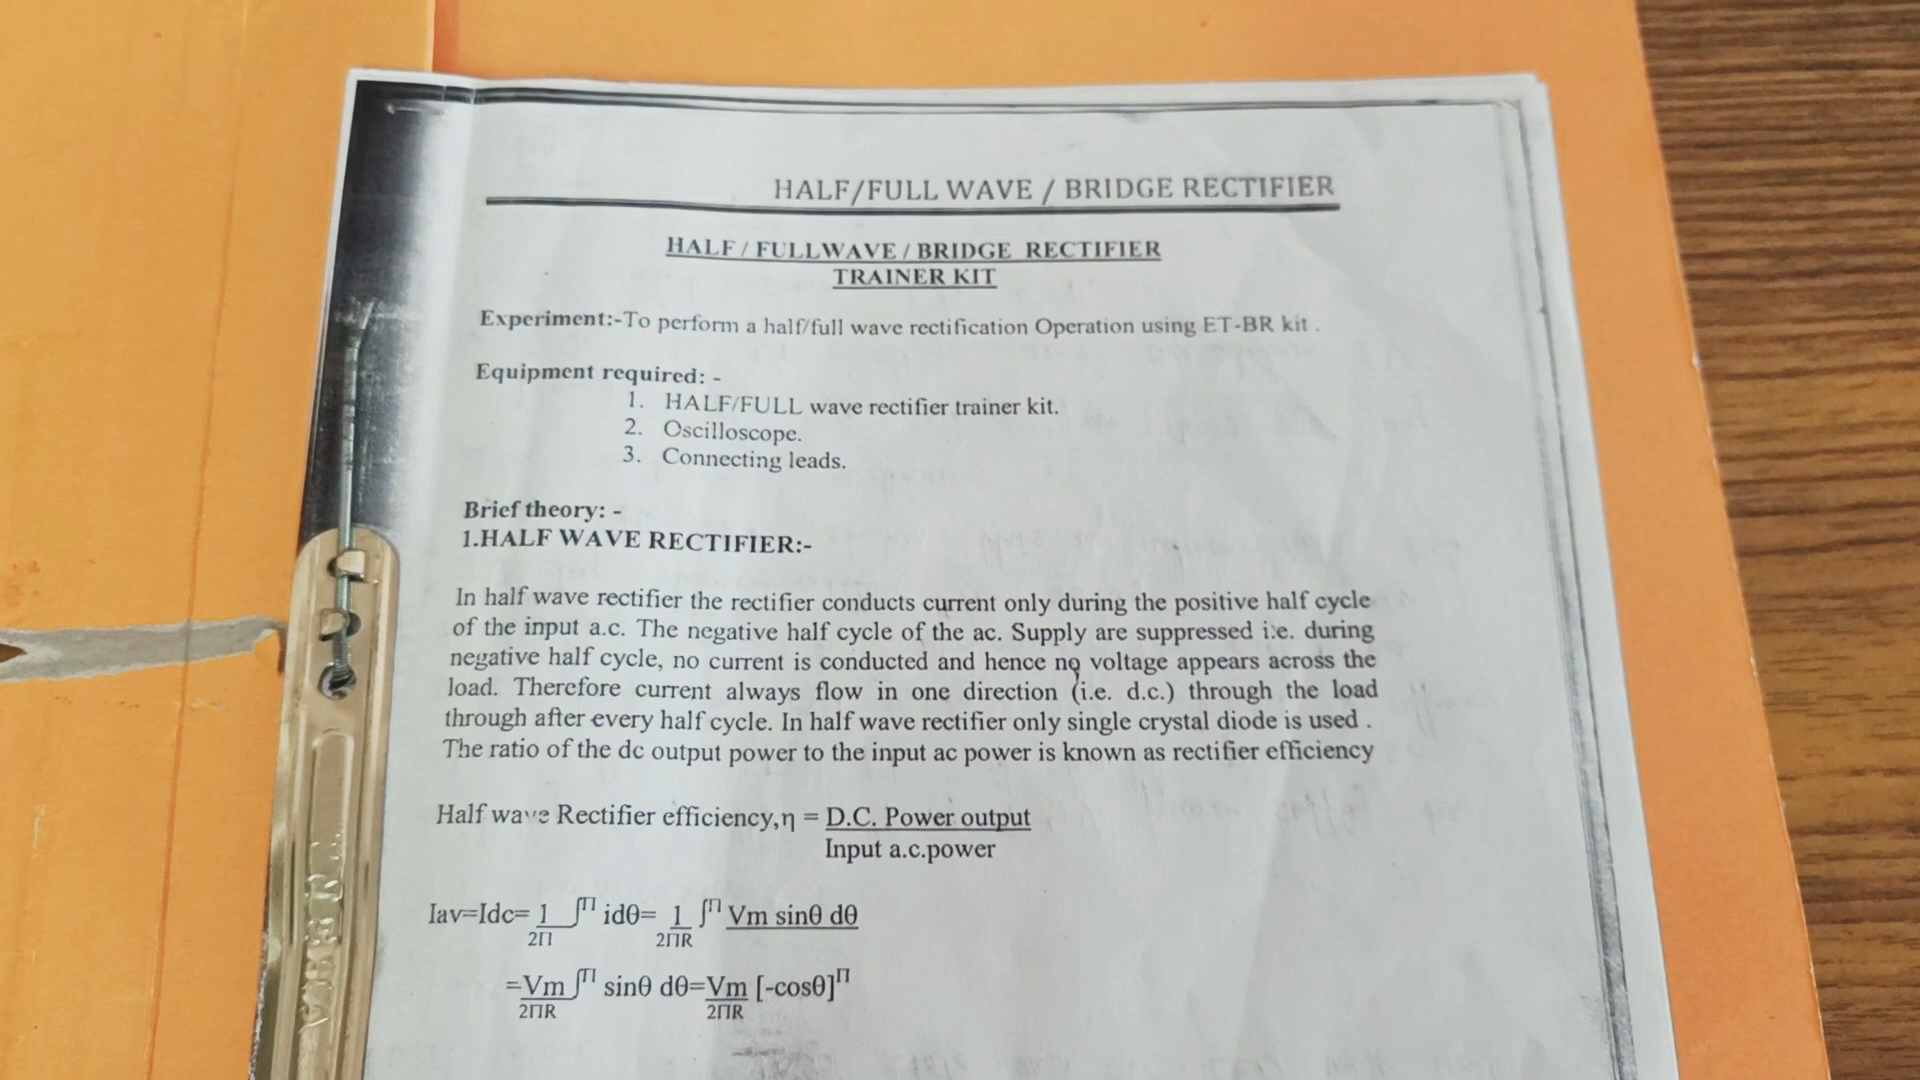 HALF/FULL WAVE / BRIDGE RECTIFIER
HALF / FULLWAVE / BRIDGE RECTIFIER
TRAINER KIT
Experiment:-To perform a half/full wave rectification Operation using ET-BR kit .
Equipment required: -
1. HALF/FULL wave rectifier trainer kit.
2. Oscilloscope.
3. Connecting leads.
Brief theory: -
1.HALF WAVE RECTIFIER:-
In half wave rectifier the rectifier conducts current only during the positive half cycle
of the input a.c. The negative half cycle of the ac. Supply are suppressed i.e. during
negative half cycle, no current is conducted and hence no voltage appears across the
load. Therefore current always flow in one direction (i.e. d.c.) through the load
through after every half cycle. In half wave rectifier only single crystal diode is used .
The ratio of the dc output power to the input ac power is known as rectifier efficiency
Half wave Rectifier efficiency,η = D.C. Power output
Input a.c.power
Iav=Idc= 1 ∫Π idθ= 1 ∫Π Vm sinθ dθ
2Π 2ΠR
=Vm ∫Π sinθ dθ=Vm [-cosθ]Π
2ΠR 2ΠR